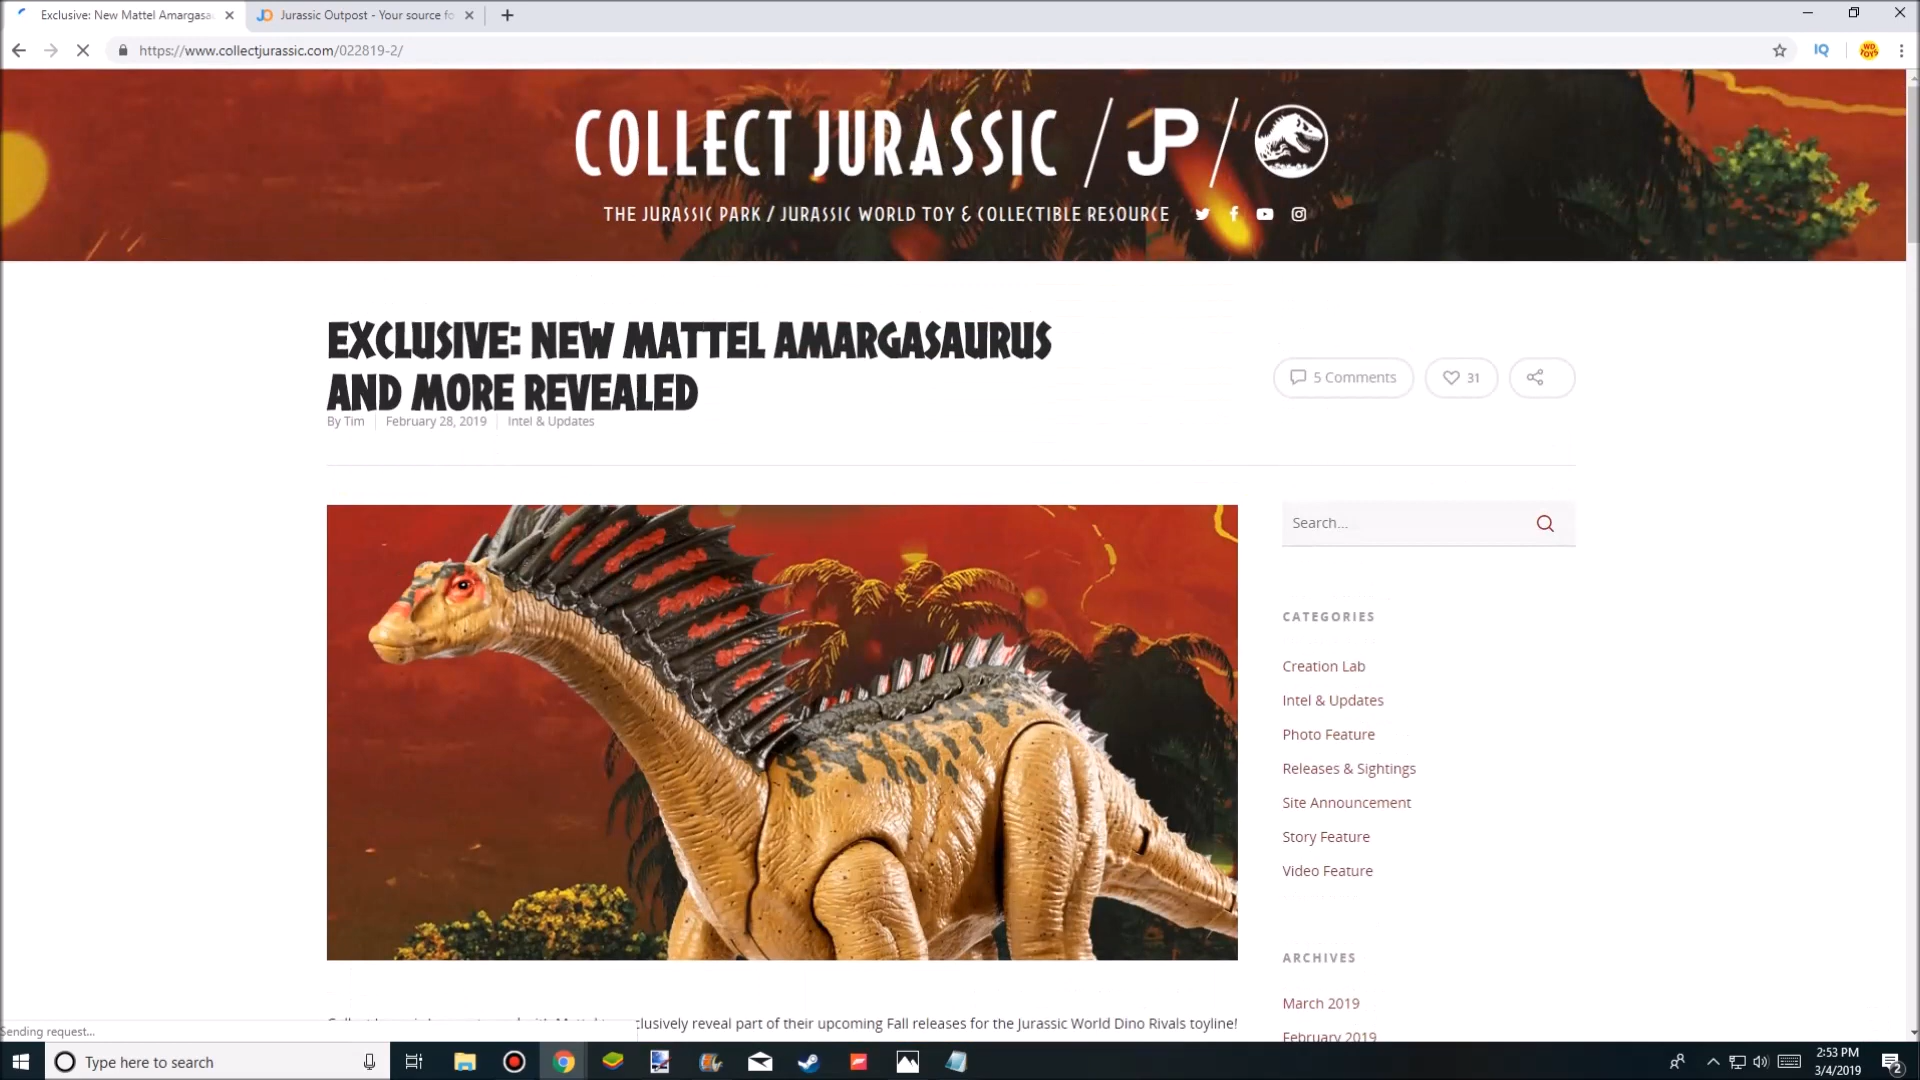 Exclusive: New Mattel Amargasa
Jurassic Outpost - Your source fo
https://www.collectjurassic.com/022819-2/
IQ
WD TOYS
COLLECT JURASSIC / JP /
THE JURASSIC PARK / JURASSIC WORLD TOY & COLLECTIBLE RESOURCE
EXCLUSIVE: NEW MATTEL AMARGASAURUS
AND MORE REVEALED
5 Comments
31
By Tim
February 28, 2019
Intel & Updates
Search...
CATEGORIES
Creation Lab
Intel & Updates
Photo Feature
Releases & Sightings
Site Announcement
Story Feature
Video Feature
ARCHIVES
March 2019
February 2019
clusively reveal part of their upcoming Fall releases for the Jurassic World Dino Rivals toyline!
Sending request...
Type here to search
2:53 PM
3/4/2019
2